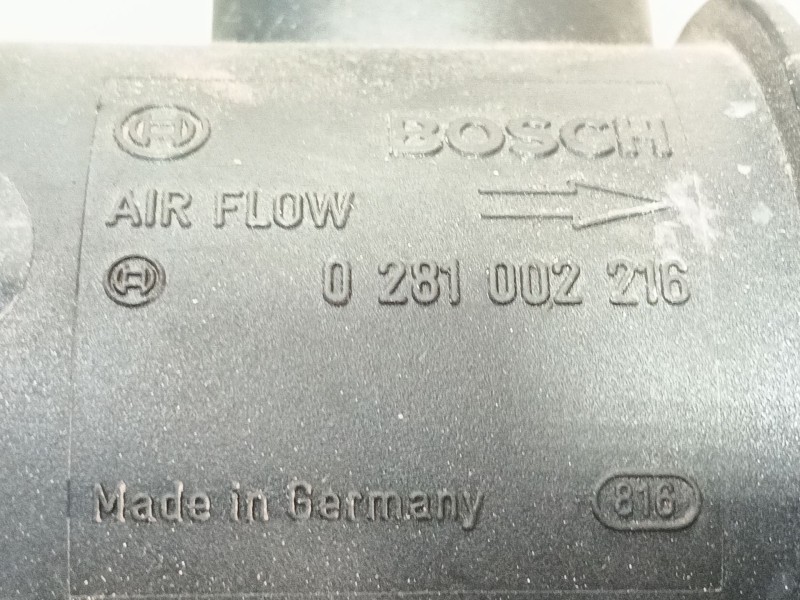 BOSCH
AIR FLOW
0 281 002 216
Made in Germany 816